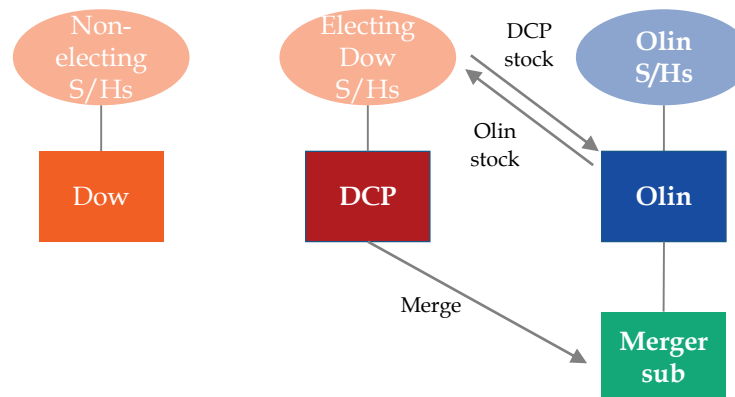 Non-
electing
S/Hs
Electing
Dow
S/Hs
DCP
stock
Olin
S/Hs
Olin
stock
Dow
DCP
Olin
Merge
Merger
sub